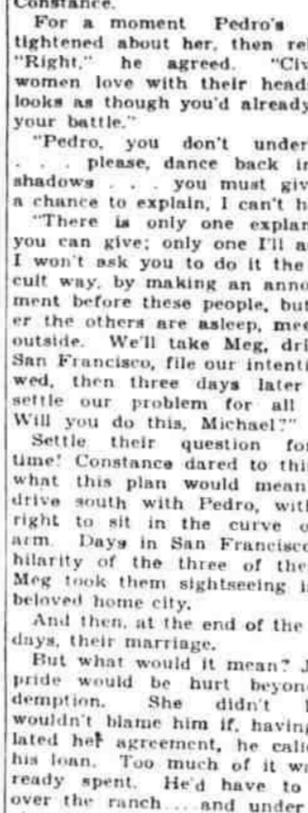 Constance.
For a moment Pedro's
tightened about her, then re
"Right," he agreed. "Civ
women love with their head
looks as though you'd already
your battle."
"Pedro, you don't under
. . . please, dance back in
shadows . . . you must giv
a chance to explain, I can't h
"There is only one explan
you can give; only one I'll a
I won't ask you to do it the
cult way, by making an anno
ment before these people, but
er the others are asleep, mee
outside. We'll take Meg, dri
San Francisco, file our intenti
wed, then three days later
settle our problem for all
Will you do this, Michael?"
Settle their question fo
time! Constance dared to thi
what this plan would mean
drive south with Pedro, wit
right to sit in the curve o
arm. Days in San Francisco
hilarity of the three of the
Meg took them sightseeing i
beloved home city.
And then, at the end of the
days, their marriage.
But what would it mean? J
pride would be hurt beyon
demption. She didn't
wouldn't blame him if, having
lated her agreement, he calle
his loan. Too much of it wa
ready spent. He'd have to
over the ranch ... and under